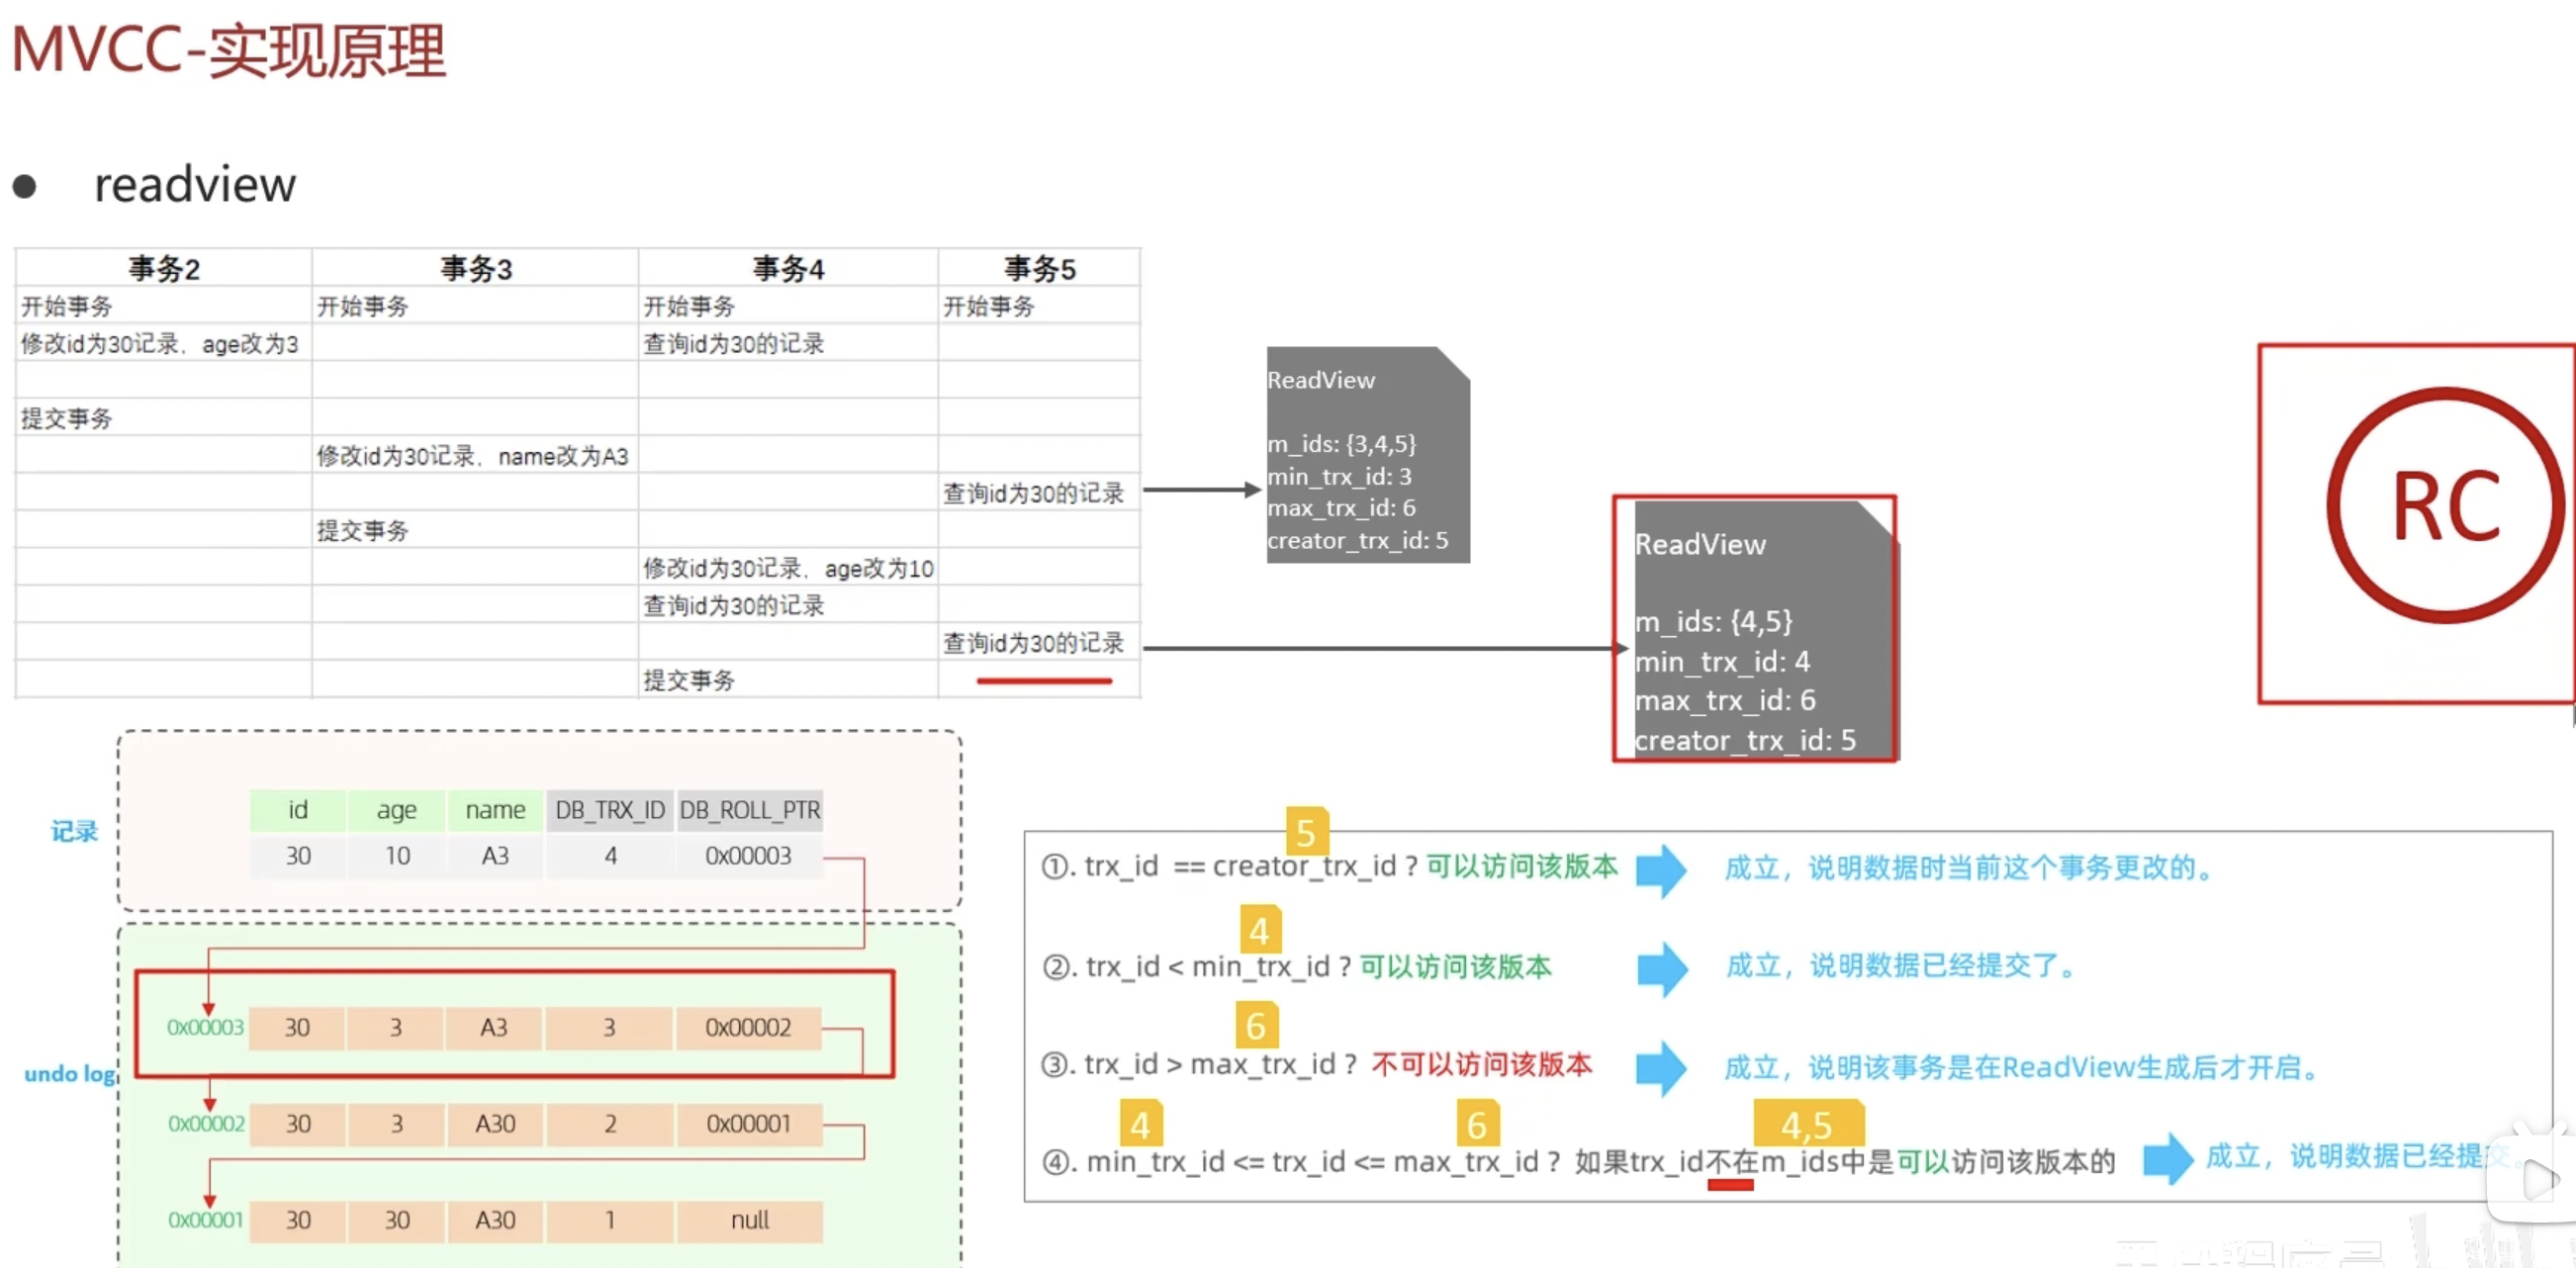 MVCC-实现原理
● readview
事务2 事务3 事务4 事务5
开始事务 开始事务 开始事务 开始事务
修改id为30记录，age改为3 查询id为30的记录
提交事务
修改id为30记录，name改为A3
查询id为30的记录
提交事务
修改id为30记录，age改为10
查询id为30的记录
查询id为30的记录
提交事务
ReadView
m_ids: {3,4,5}
min_trx_id: 3
max_trx_id: 6
creator_trx_id: 5
ReadView
m_ids: {4,5}
min_trx_id: 4
max_trx_id: 6
creator_trx_id: 5
RC
记录
id age name DB_TRX_ID DB_ROLL_PTR
30 10 A3 4 0x00003
undo log
0x00003 30 3 A3 3 0x00002
0x00002 30 3 A30 2 0x00001
0x00001 30 30 A30 1 null
5
①. trx_id == creator_trx_id ? 可以访问该版本 成立，说明数据时当前这个事务更改的。
4
②. trx_id < min_trx_id ? 可以访问该版本 成立，说明数据已经提交了。
6
③. trx_id > max_trx_id ? 不可以访问该版本 成立，说明该事务是在ReadView生成后才开启。
4 6 4,5
④. min_trx_id <= trx_id <= max_trx_id ? 如果trx_id不在m_ids中是可以访问该版本的 成立，说明数据已经提交。